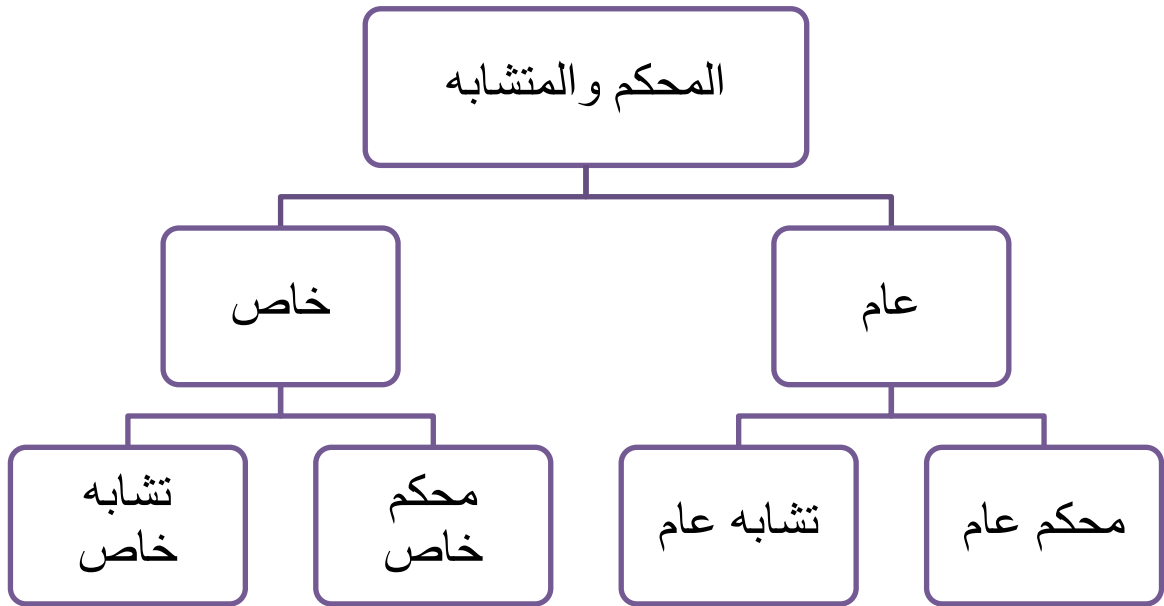 المحكم والمتشابه
عام
خاص
محكم عام
تشابه عام
محكم
خاص
تشابه
خاص